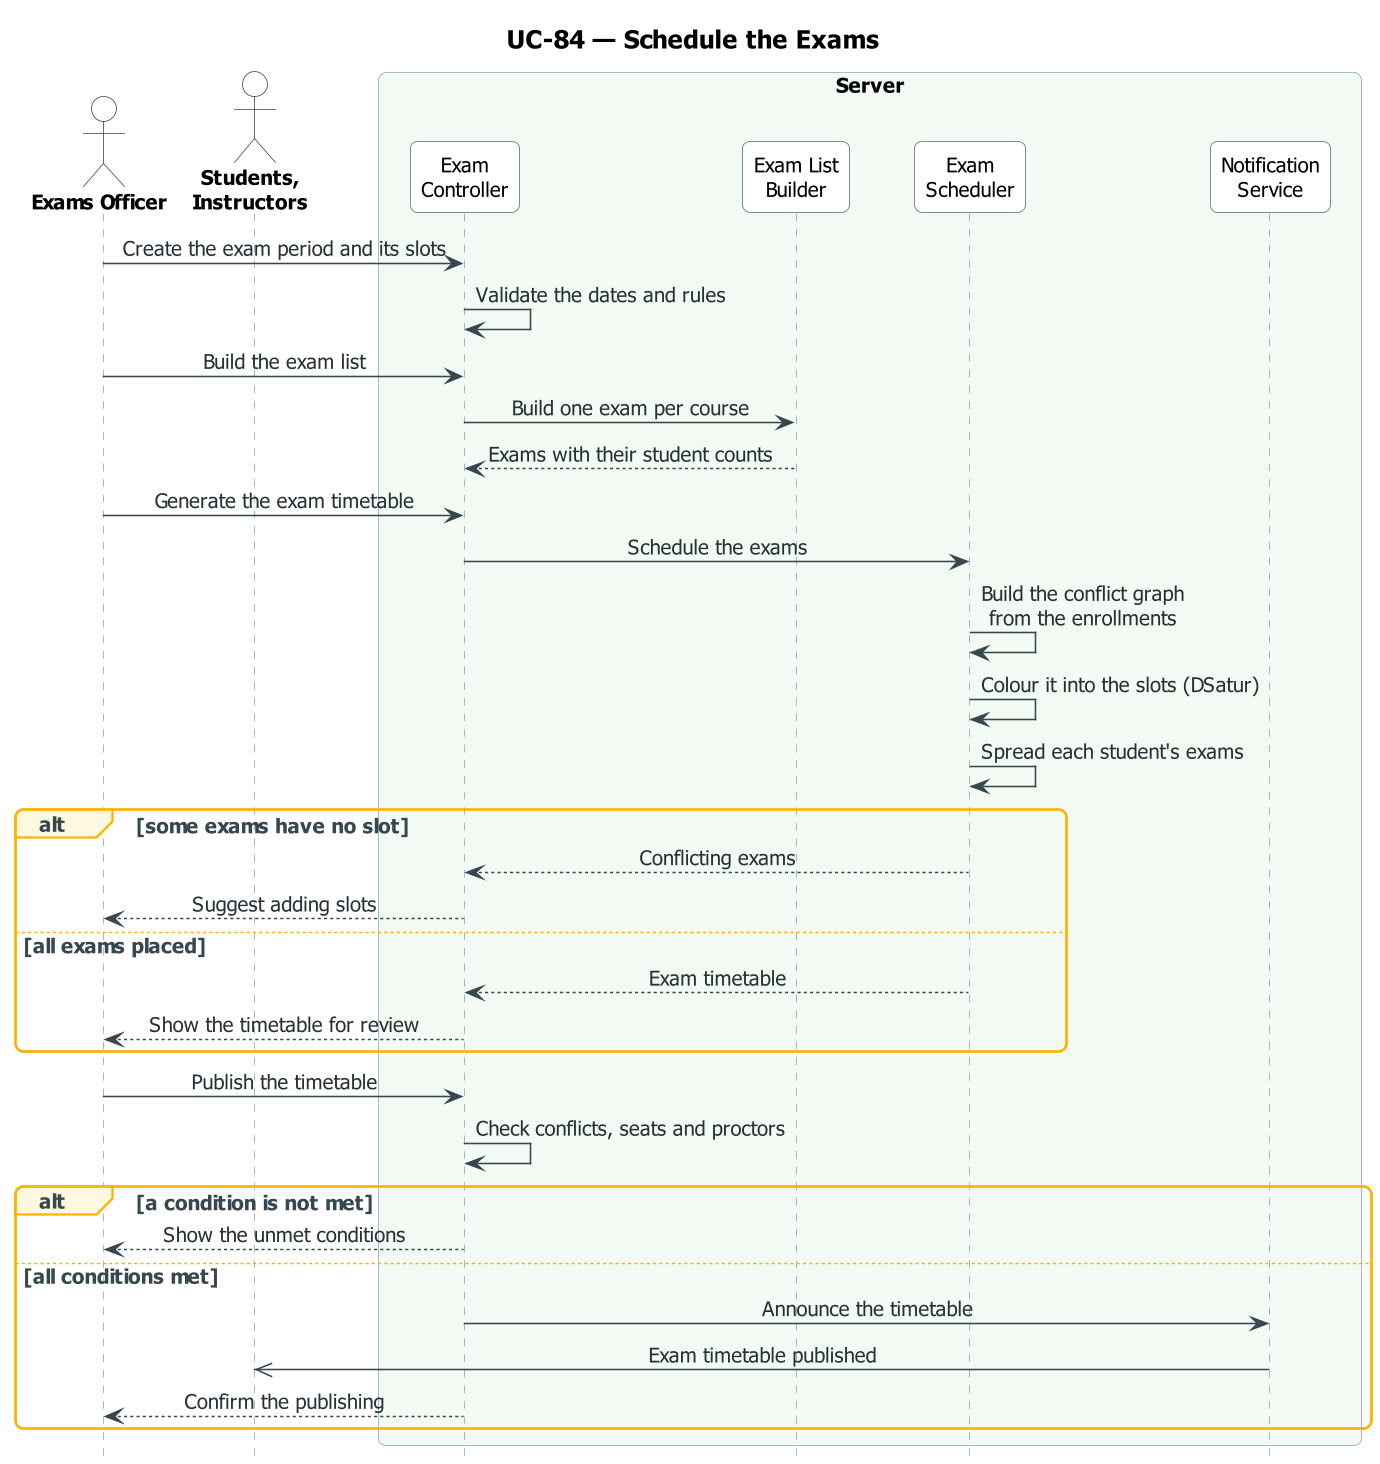 UC-84 — Schedule the Exams
Server
Exams Officer
Students,
Instructors
Exam
Controller
Exam List
Builder
Exam
Scheduler
Notification
Service
Create the exam period and its slots
Validate the dates and rules
Build the exam list
Build one exam per course
Exams with their student counts
Generate the exam timetable
Schedule the exams
Build the conflict graph
from the enrollments
Colour it into the slots (DSatur)
Spread each student's exams
alt [some exams have no slot]
Conflicting exams
Suggest adding slots
[all exams placed]
Exam timetable
Show the timetable for review
Publish the timetable
Check conflicts, seats and proctors
alt [a condition is not met]
Show the unmet conditions
[all conditions met]
Announce the timetable
Exam timetable published
Confirm the publishing